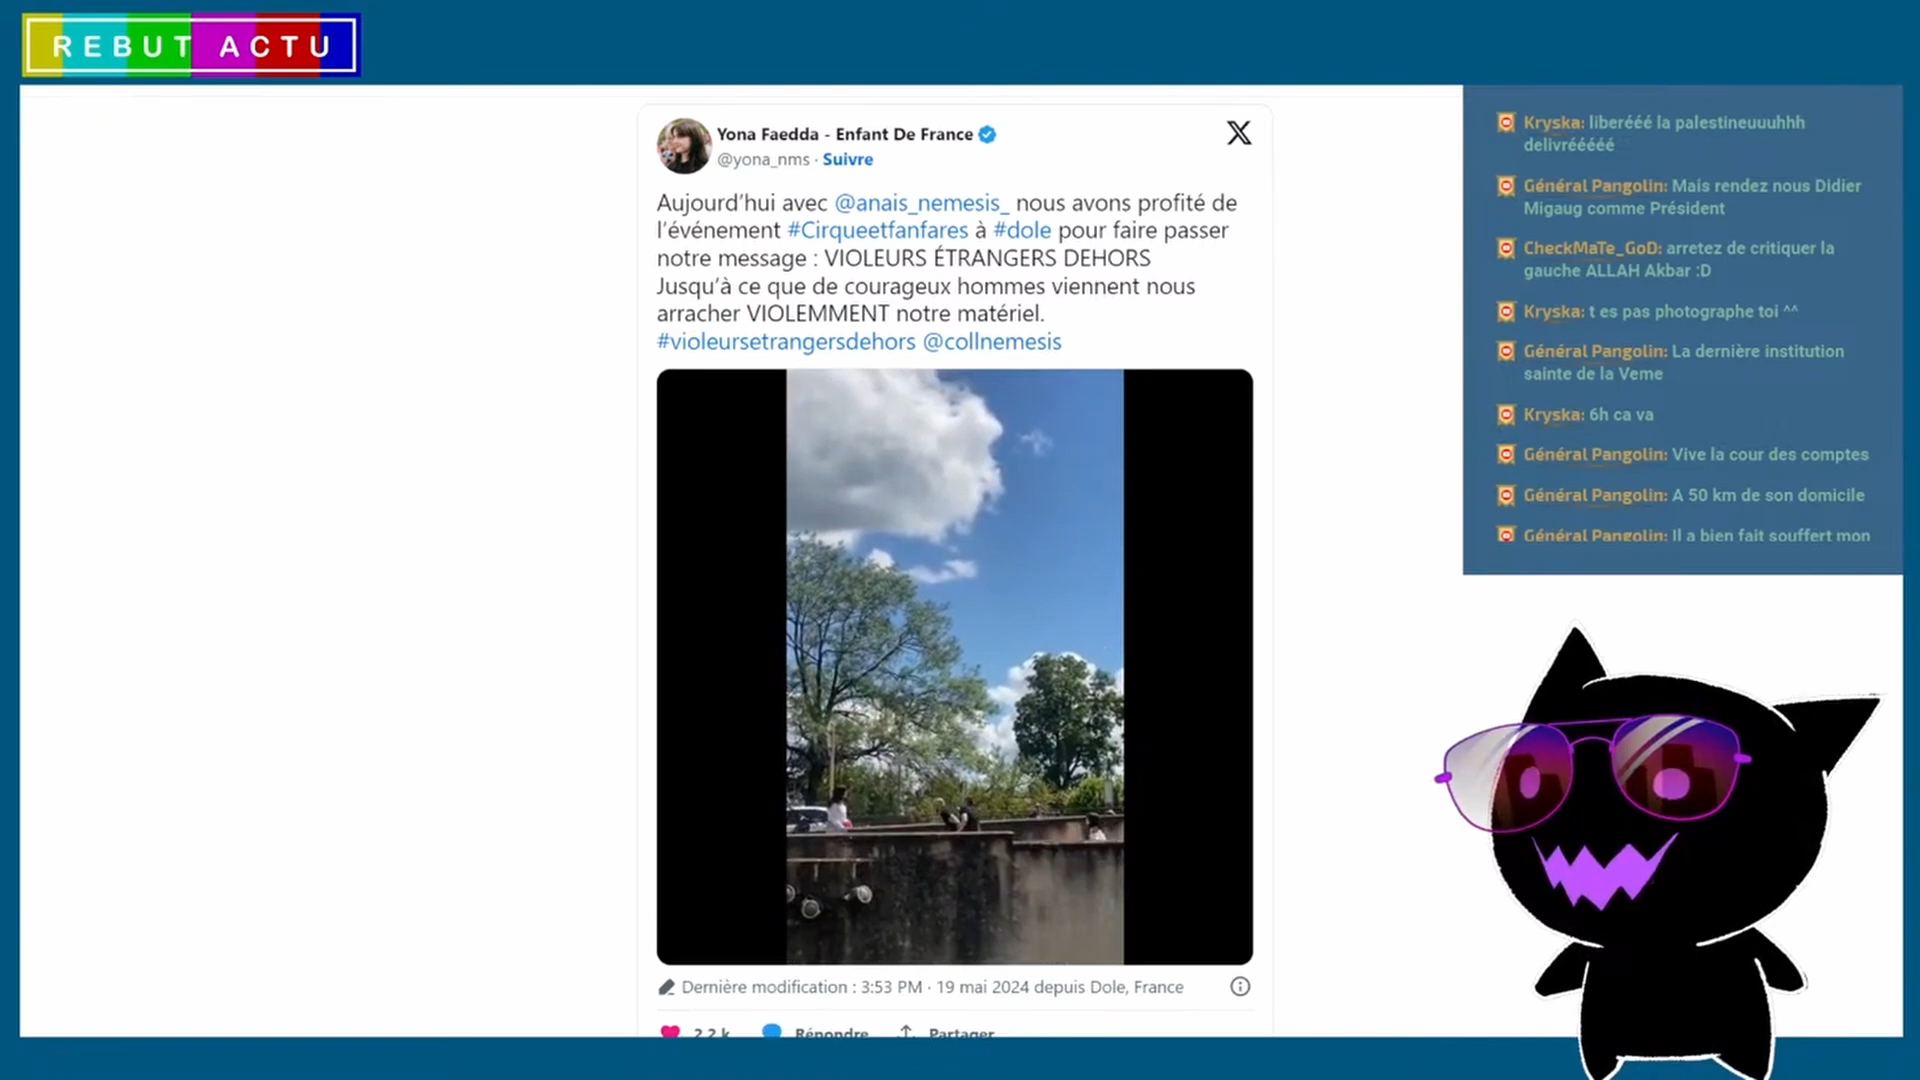 REBUT ACTU
Yona Faedda - Enfant De France
@yona_nms · Suivre
Aujourd'hui avec @anais_nemesis_ nous avons profité de
l'événement #Cirqueetfanfares à #dole pour faire passer
notre message : VIOLEURS ÉTRANGERS DEHORS
Jusqu'à ce que de courageux hommes viennent nous
arracher VIOLEMMENT notre matériel.
#violeursetrangersdehors @collnemesis
Dernière modification : 3:53 PM · 19 mai 2024 depuis Dole, France
2,2 k Répondre Partager
Kryska: liberééé la palestineuuuhhh
delivrééééé
Général Pangolin: Mais rendez nous Didier
Migaug comme Président
CheckMaTe_GoD: arretez de critiquer la
gauche ALLAH Akbar :D
Kryska: t es pas photographe toi ^^
Général Pangolin: La dernière institution
sainte de la Veme
Kryska: 6h ca va
Général Pangolin: Vive la cour des comptes
Général Pangolin: A 50 km de son domicile
Général Pangolin: Il a bien fait souffert mon